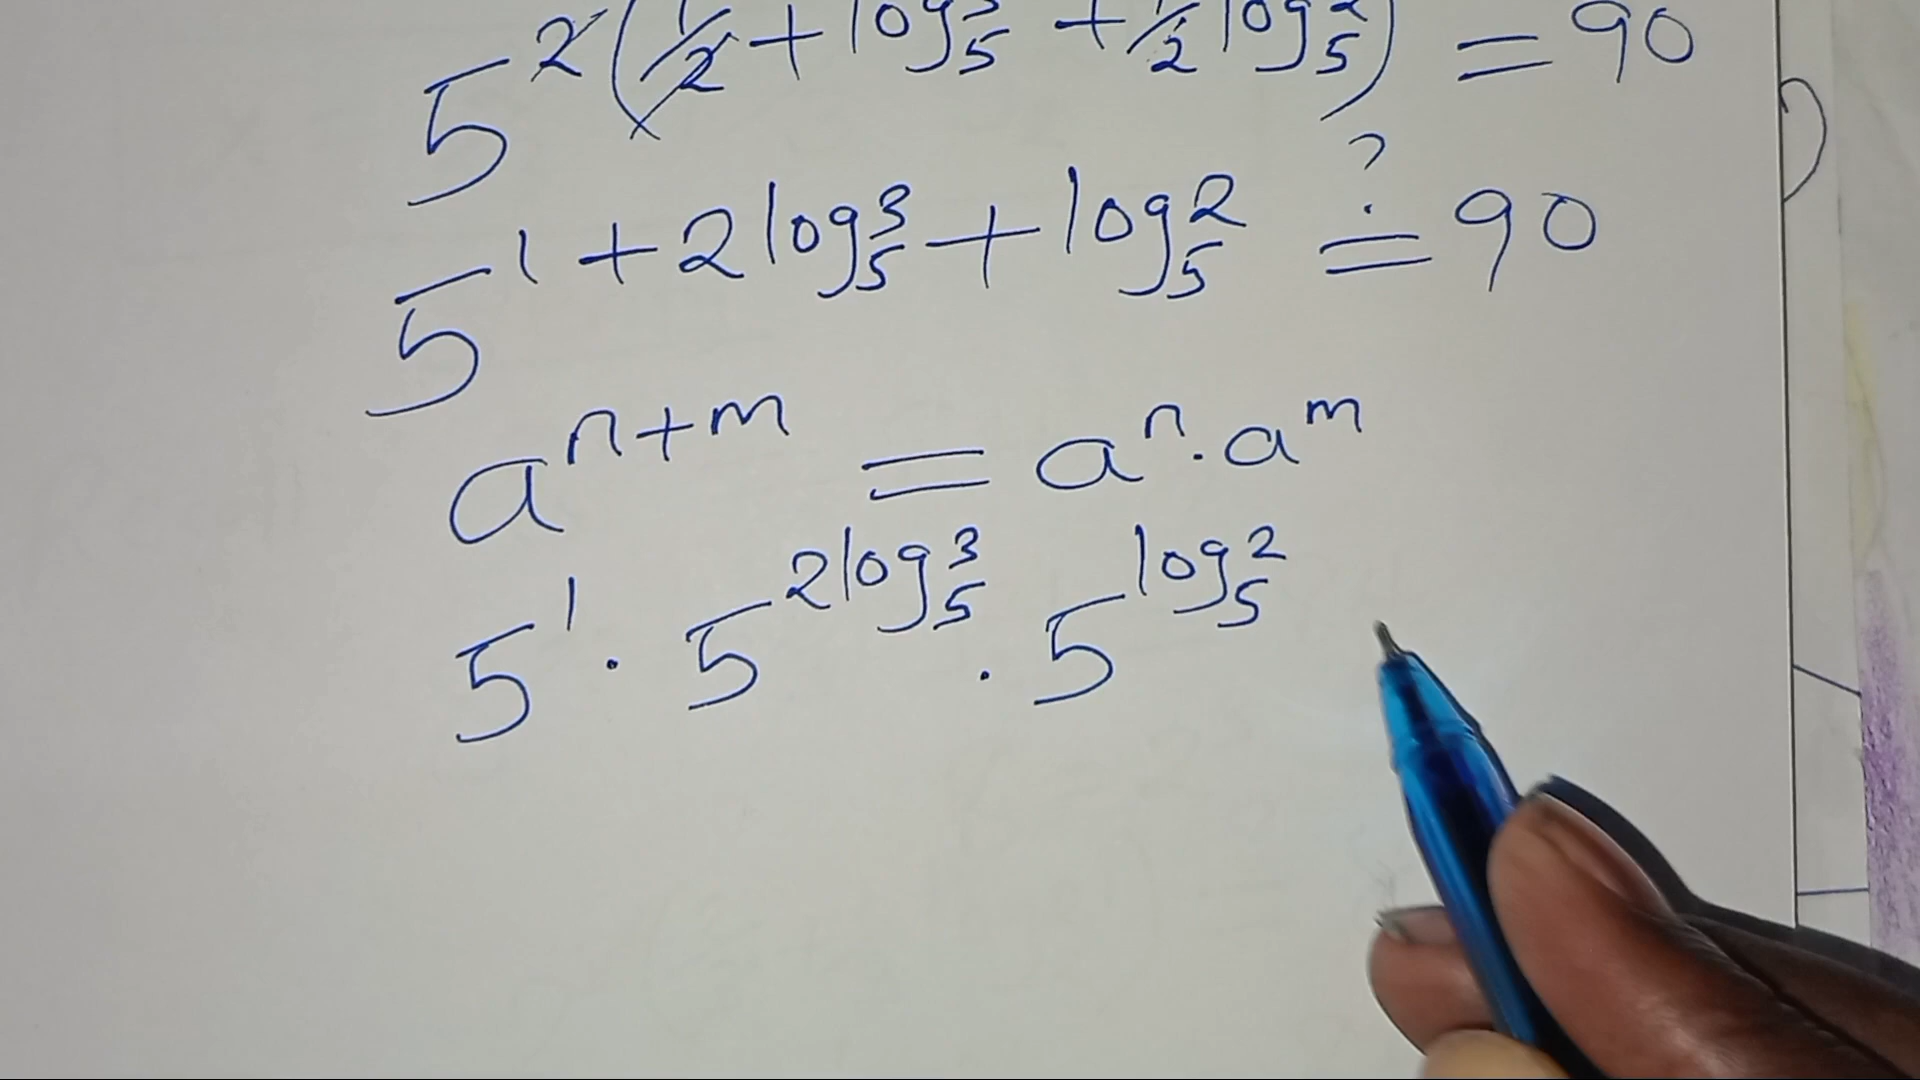 5^2(1/2 + log_5 3 + 1/2 log_5 2) = 90
5^1 + 2log_5 3 + log_5 2 ?= 90
a^n+m = a^n . a^m
5^1 . 5^2log_5 3 . 5^log_5 2